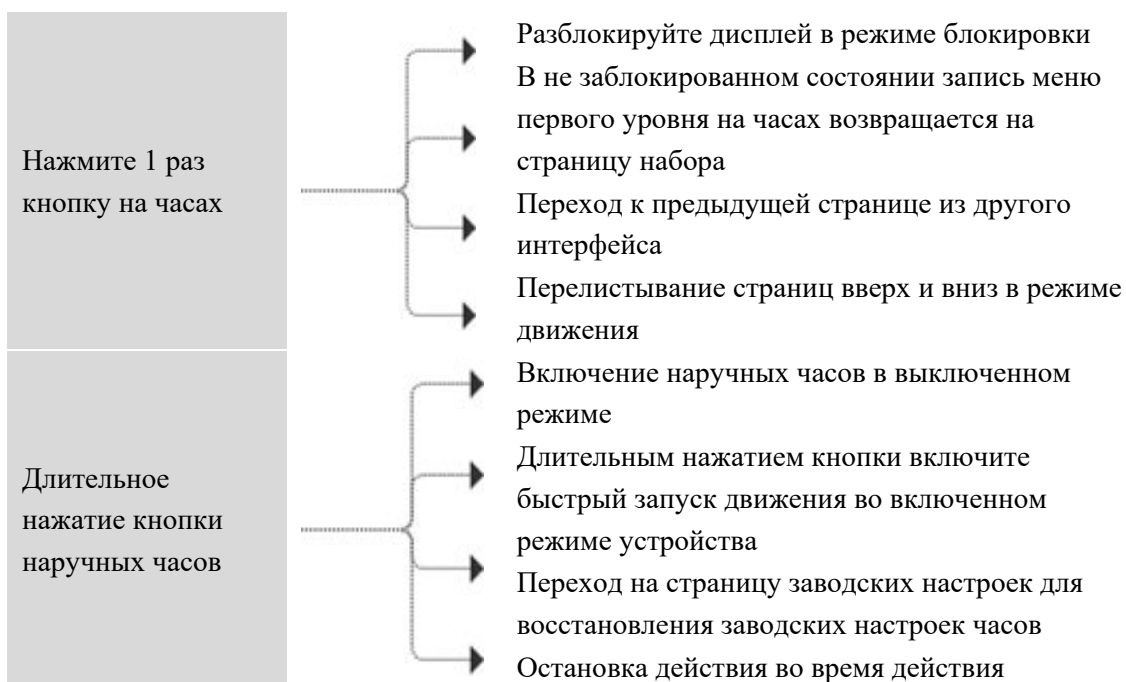 Нажмите 1 раз
кнопку на часах
Разблокируйте дисплей в режиме блокировки
В не заблокированном состоянии запись меню
первого уровня на часах возвращается на
страницу набора
Переход к предыдущей странице из другого
интерфейса
Перелистывание страниц вверх и вниз в режиме
движения
Длительное
нажатие кнопки
наручных часов
Включение наручных часов в выключенном
режиме
Длительным нажатием кнопки включите
быстрый запуск движения во включенном
режиме устройства
Переход на страницу заводских настроек для
восстановления заводских настроек часов
Остановка действия во время действия